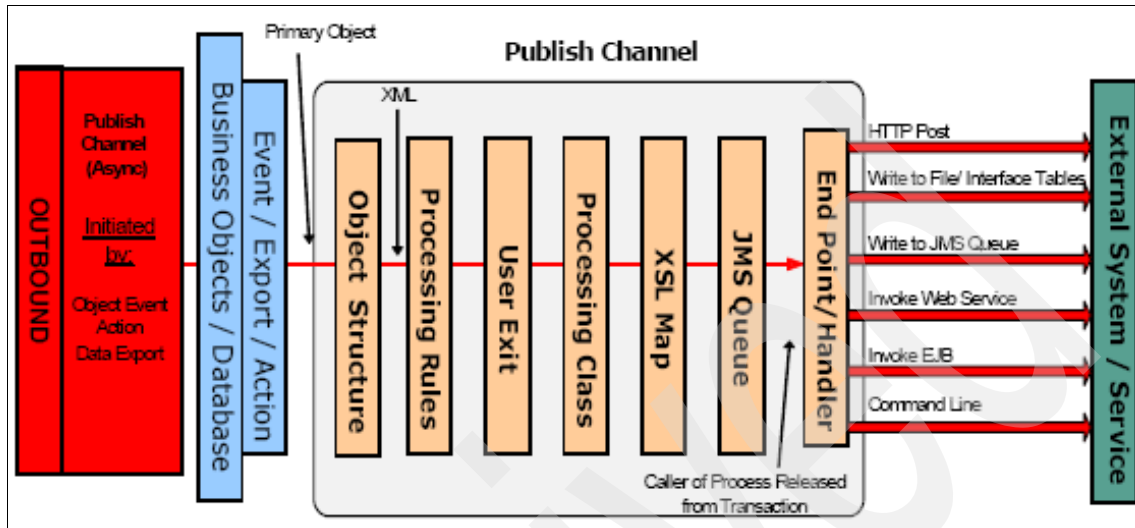 Primary Object
Publish Channel
XML
OUTBOUND
Publish
Channel
(Async)
Initiated
by:
Object Event
Action
Data Export
Business Objects / Database
Event / Export / Action
Object Structure
Processing Rules
User Exit
Processing Class
XSL Map
JMS Queue
End Point/Handler
HTTP Post
Write to File/ Interface Tables
Write to JMS Queue
Invoke Web Service
Invoke EJB
Command Line
External System / Service
Caller of Process Released
from Transaction